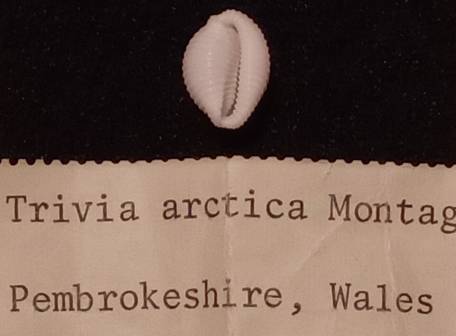 Trivia arctica Montag
Pembrokeshire, Wales